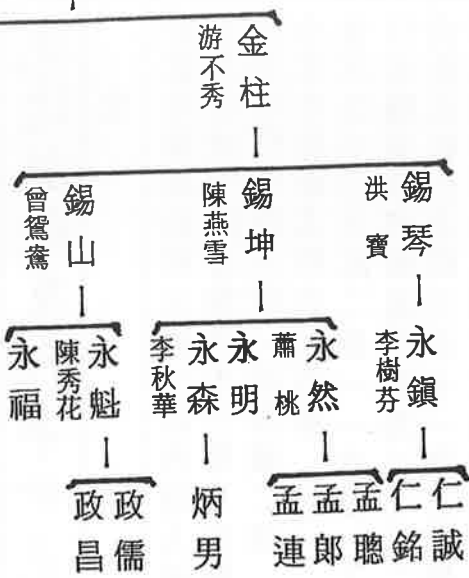 金柱
游不秀
錫琴
洪寶
錫坤
陳燕雪
錫山
曾鴛鴦
永鎭
李樹芬
永然
蕭桃
永明
永森
李秋華
永魁
陳秀花
永福
仁誠
仁銘
孟聰
孟郎
孟連
炳男
政儒
政昌